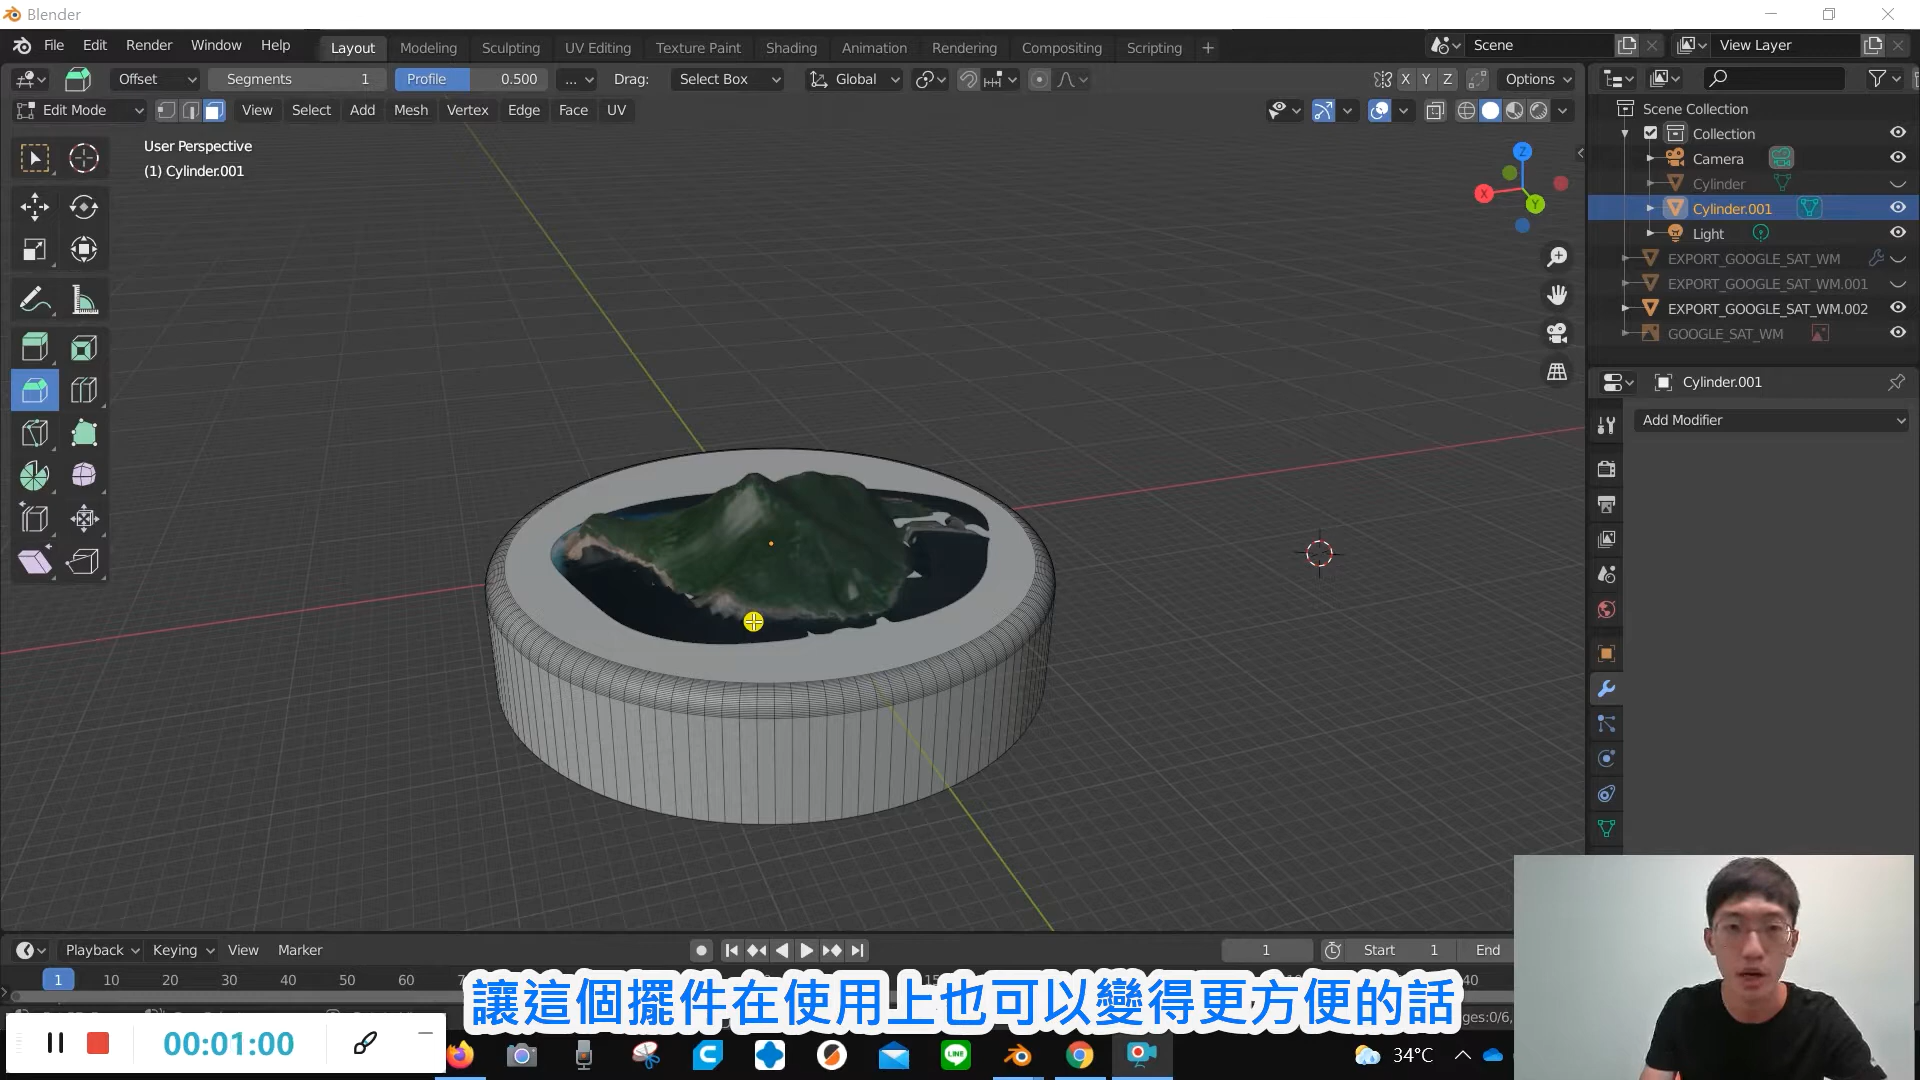 Blender
File Edit Render Window Help Layout Modeling Sculpting UV Editing Texture Paint Shading Animation Rendering Compositing Scripting + Scene View Layer
Offset Segments 1 Profile 0.500 ... Drag: Select Box Global X Y Z Options
Edit Mode View Select Add Mesh Vertex Edge Face UV
User Perspective
(1) Cylinder.001
Z
X
Y
Scene Collection
Collection
Camera
Cylinder
Cylinder.001
Light
EXPORT_GOOGLE_SAT_WM
EXPORT_GOOGLE_SAT_WM.001
EXPORT_GOOGLE_SAT_WM.002
GOOGLE_SAT_WM
Cylinder.001
Add Modifier
Playback Keying View Marker 1 Start 1 End
1 10 20 30 40 50 60
讓這個擺件在使用上也可以變得更方便的話
00:01:00
LINE
34°C